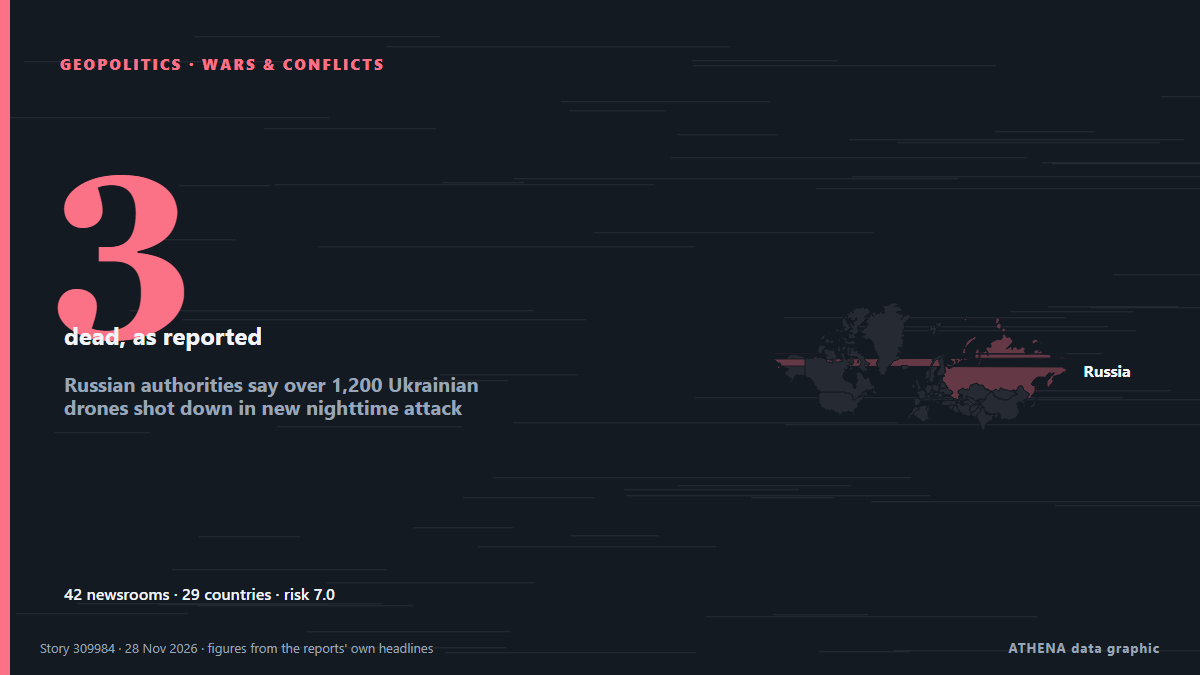 GEOPOLITICS · WARS & CONFLICTS
3
dead, as reported
Russian authorities say over 1,200 Ukrainian
drones shot down in new nighttime attack
Russia
42 newsrooms · 29 countries · risk 7.0
Story 309984 · 28 Nov 2026 · figures from the reports' own headlines
ATHENA data graphic